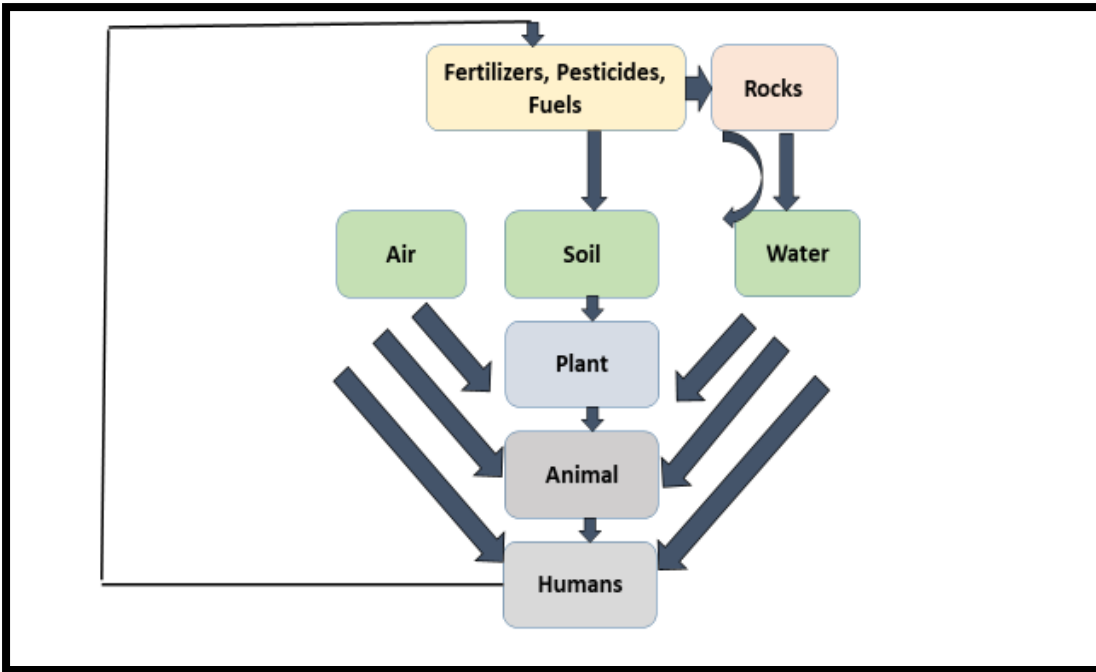 Fertilizers, Pesticides,
Fuels
Rocks
Air
Soil
Water
Plant
Animal
Humans